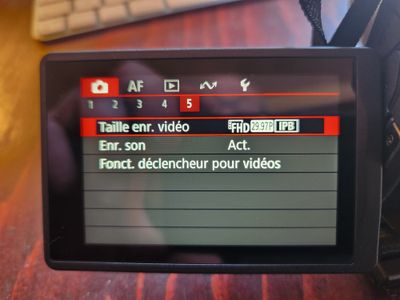 AF
1 2 3 4 5
Taille enr. vidéo FHD 29.97P IPB
Enr. son Act.
Fonct. déclencheur pour vidéos